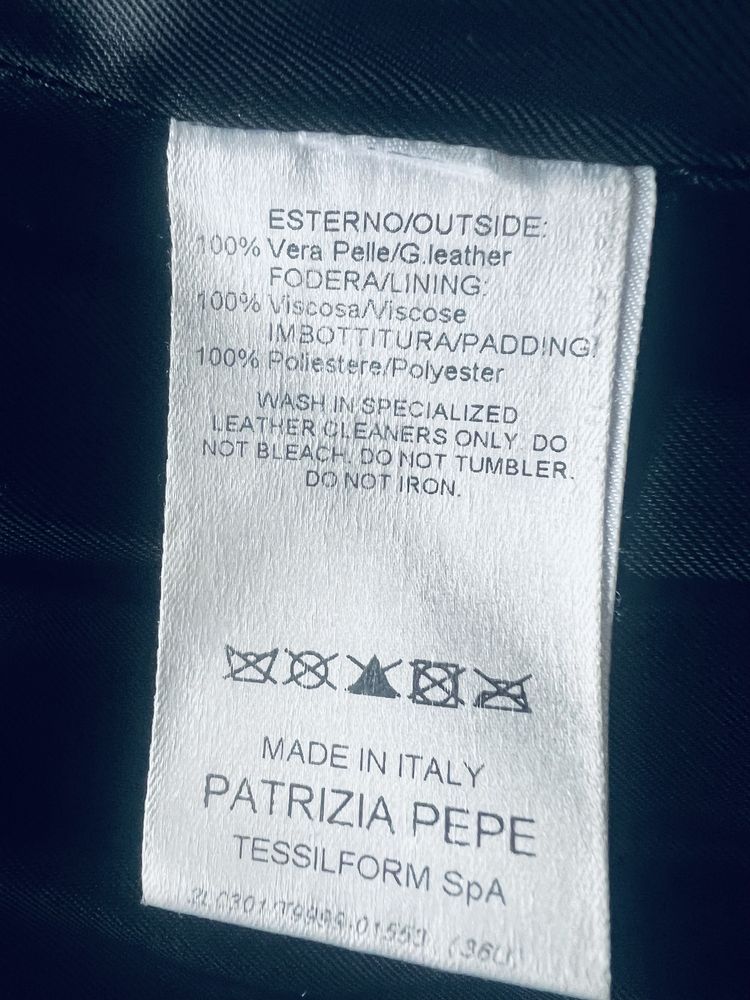 ESTERNO/OUTSIDE:
100% Vera Pelle/G.leather
FODERA/LINING:
100% Viscosa/Viscose
IMBOTTITURA/PADDING:
100% Poliestere/Polyester
WASH IN SPECIALIZED
LEATHER CLEANERS ONLY. DO
NOT BLEACH. DO NOT TUMBLER.
DO NOT IRON.
MADE IN ITALY
PATRIZIA PEPE
TESSILFORM SpA